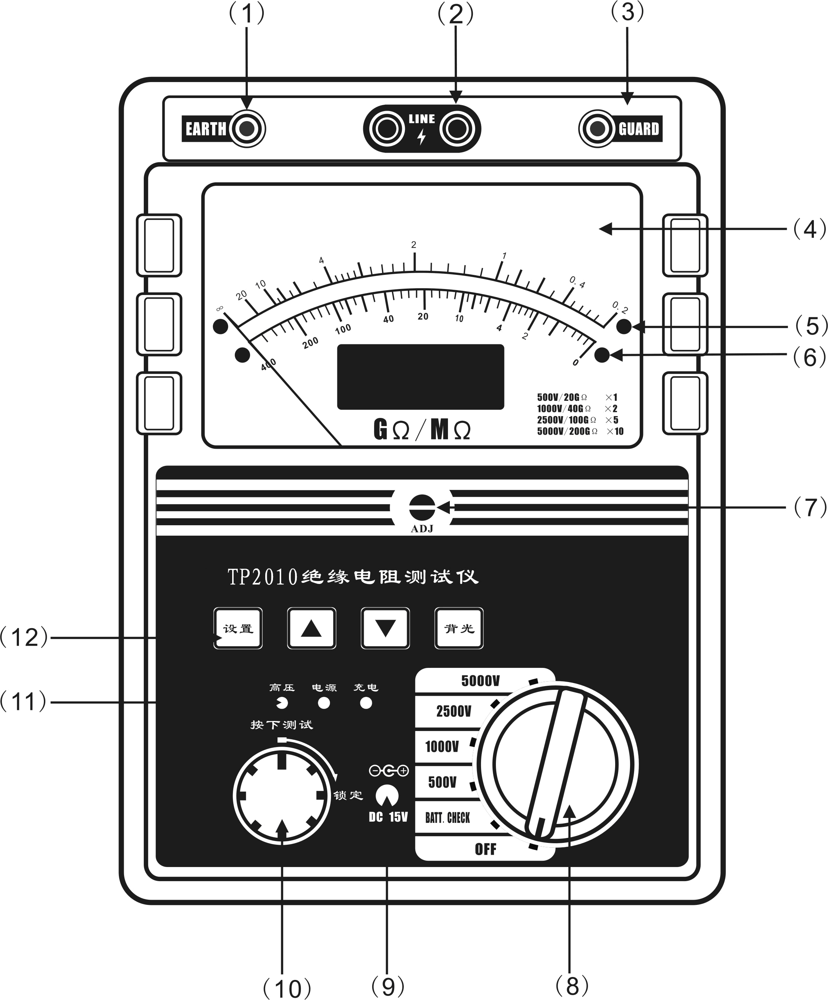 （1）
（2）
（3）
EARTH
LINE
GUARD
（4）
∞ 20 10 4 2 1 0.4 0.2
（5）
400 200 100 40 20 10 4 2 0
（6）
500V/20GΩ ×1
1000V/40GΩ ×2
2500V/100GΩ ×5
5000V/200GΩ ×10
GΩ/MΩ
（7）
ADJ
TP2010绝缘电阻测试仪
（12）
设置 ▲ ▼ 背光
（11）
高压 电源 充电
按下测试
锁定
DC 15V
5000V
2500V
1000V
500V
BATT. CHECK
OFF
（10）
（9）
（8）